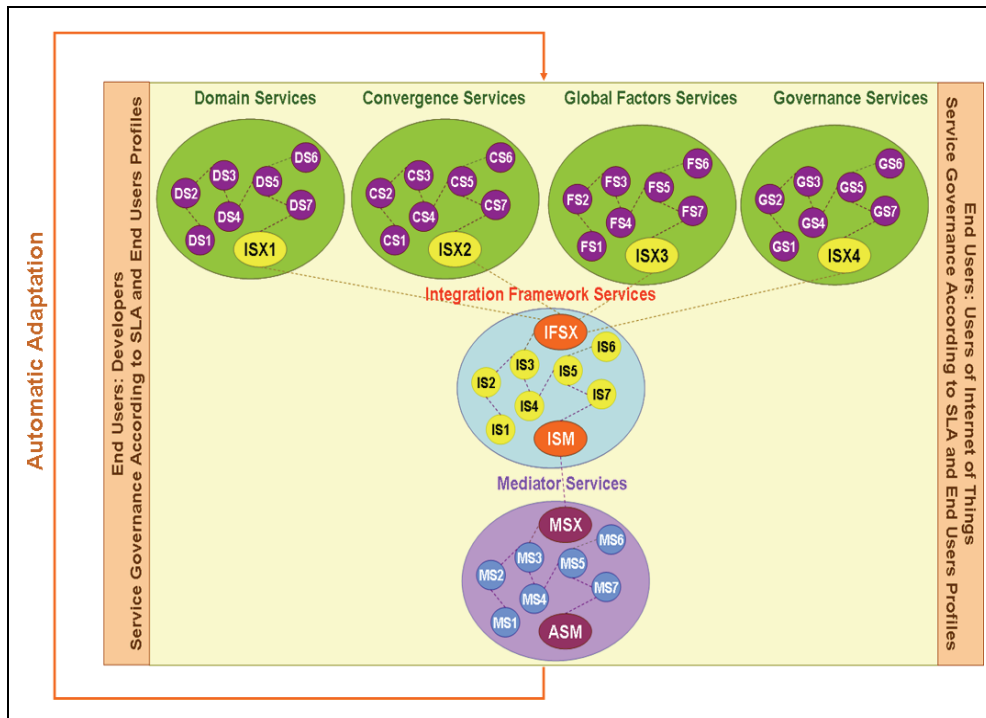 Automatic Adaptation
End Users: Developers
Service Governance According to SLA and End Users Profiles
Domain Services
Convergence Services
Global Factors Services
Governance Services
DS6
DS3
DS5
DS2
DS7
DS4
DS1
ISX1
CS6
CS3
CS5
CS2
CS7
CS4
CS1
ISX2
FS6
FS3
FS5
FS2
FS7
FS4
FS1
ISX3
GS6
GS3
GS5
GS2
GS7
GS4
GS1
ISX4
Integration Framework Services
IFSX
IS6
IS3
IS5
IS2
IS7
IS4
IS1
ISM
Mediator Services
MSX
MS6
MS3
MS5
MS2
MS7
MS4
MS1
ASM
End Users: Users of Internet of Things
Service Governance According to SLA and End Users Profiles